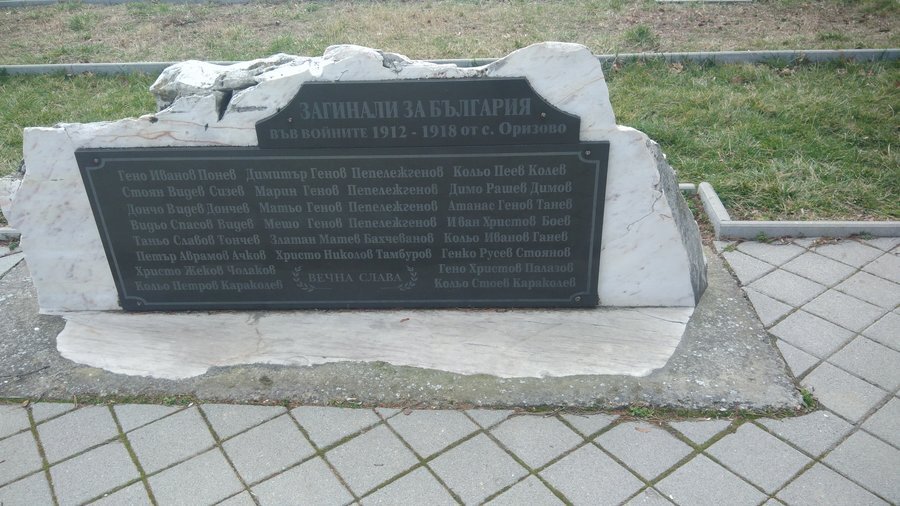 ЗАГИНАЛИ ЗА БЪЛГАРИЯ
ВЪВ ВОЙНИТЕ 1912 - 1918 от с. Оризово
Гено Иванов Понев Димитър Генов Пепележгенов Кольо Пеев Колев
Стоян Видев Сизев Марин Генов Пепележгенов Димо Рашев Димов
Дончо Видев Дончев Матьо Генов Пепележгенов Атанас Генов Танев
Видьо Спасов Видев Мешо Генов Пепележгенов Иван Христов Боев
Таньо Славов Тончев Златан Матев Бахчеванов Кольо Иванов Ганев
Петър Аврамов Ачков Христо Николов Тамбуров Генко Русев Стоянов
Христо Жеков Чолаков ВЕЧНА СЛАВА Гено Христов Палазов
Кольо Петров Караколев Кольо Стоев Караколев